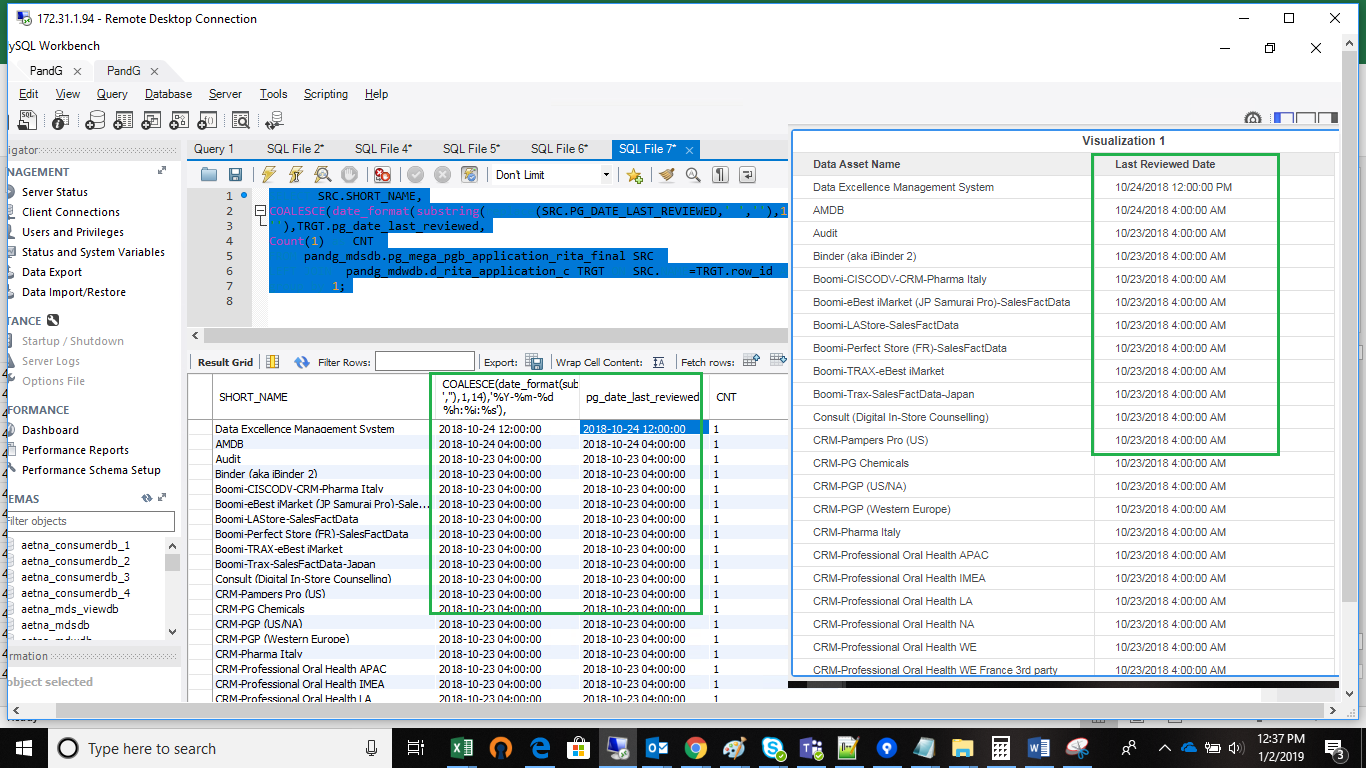 172.31.1.94 - Remote Desktop Connection
ySQL Workbench
PandG
PandG
Edit View Query Database Server Tools Scripting Help
igator
Query 1 SQL File 2* SQL File 4* SQL File 5* SQL File 6* SQL File 7*
NAGEMENT
Server Status
Client Connections
Users and Privileges
Status and System Variables
Data Export
Data Import/Restore
TANCE
Startup / Shutdown
Server Logs
Options File
FORMANCE
Dashboard
Performance Reports
Performance Schema Setup
EMAS
ilter objects
aetna_consumerdb_1
aetna_consumerdb_2
aetna_consumerdb_3
aetna_consumerdb_4
aetna_mds_viewdb
aetna_mdsdb
aetna_mdwdb
rmation
object selected
Don't Limit
1 SRC.SHORT_NAME,
2 COALESCE(date_format(substring( (SRC.PG_DATE_LAST_REVIEWED, , ),1
3 ),TRGT.pg_date_last_reviewed,
4 Count(1) CNT
5 pandg_mdsdb.pg_mega_pgb_application_rita_final SRC
6 pandg_mdwdb.d_rita_application_c TRGT SRC. =TRGT.row_id
7 1;
8
Result Grid Filter Rows: Export: Wrap Cell Content: Fetch rows:
SHORT_NAME COALESCE(date_format(sub ','),1,14),'%Y-%m-%d %h:%i:%s'), pg_date_last_reviewed CNT
Data Excellence Management System 2018-10-24 12:00:00 2018-10-24 12:00:00 1
AMDB 2018-10-24 04:00:00 2018-10-24 04:00:00 1
Audit 2018-10-23 04:00:00 2018-10-23 04:00:00 1
Binder (aka iBinder 2) 2018-10-23 04:00:00 2018-10-23 04:00:00 1
Boomi-CISCODV-CRM-Pharma Italy 2018-10-23 04:00:00 2018-10-23 04:00:00 1
Boomi-eBest iMarket (JP Samurai Pro)-Sale... 2018-10-23 04:00:00 2018-10-23 04:00:00 1
Boomi-LAStore-SalesFactData 2018-10-23 04:00:00 2018-10-23 04:00:00 1
Boomi-Perfect Store (FR)-SalesFactData 2018-10-23 04:00:00 2018-10-23 04:00:00 1
Boomi-TRAX-eBest iMarket 2018-10-23 04:00:00 2018-10-23 04:00:00 1
Boomi-Trax-SalesFactData-Japan 2018-10-23 04:00:00 2018-10-23 04:00:00 1
Consult (Digital In-Store Counselling) 2018-10-23 04:00:00 2018-10-23 04:00:00 1
CRM-Pampers Pro (US) 2018-10-23 04:00:00 2018-10-23 04:00:00 1
CRM-PG Chemicals 2018-10-23 04:00:00 2018-10-23 04:00:00 1
CRM-PGP (US/NA) 2018-10-23 04:00:00 2018-10-23 04:00:00 1
CRM-PGP (Western Europe) 2018-10-23 04:00:00 2018-10-23 04:00:00 1
CRM-Pharma Italy 2018-10-23 04:00:00 2018-10-23 04:00:00 1
CRM-Professional Oral Health APAC 2018-10-23 04:00:00 2018-10-23 04:00:00 1
CRM-Professional Oral Health IMEA 2018-10-23 04:00:00 2018-10-23 04:00:00 1
CRM-Professional Oral Health LA 2018-10-23 04:00:00 2018-10-23 04:00:00 1
Visualization 1
Data Asset Name Last Reviewed Date
Data Excellence Management System 10/24/2018 12:00:00 PM
AMDB 10/24/2018 4:00:00 AM
Audit 10/23/2018 4:00:00 AM
Binder (aka iBinder 2) 10/23/2018 4:00:00 AM
Boomi-CISCODV-CRM-Pharma Italy 10/23/2018 4:00:00 AM
Boomi-eBest iMarket (JP Samurai Pro)-SalesFactData 10/23/2018 4:00:00 AM
Boomi-LAStore-SalesFactData 10/23/2018 4:00:00 AM
Boomi-Perfect Store (FR)-SalesFactData 10/23/2018 4:00:00 AM
Boomi-TRAX-eBest iMarket 10/23/2018 4:00:00 AM
Boomi-Trax-SalesFactData-Japan 10/23/2018 4:00:00 AM
Consult (Digital In-Store Counselling) 10/23/2018 4:00:00 AM
CRM-Pampers Pro (US) 10/23/2018 4:00:00 AM
CRM-PG Chemicals 10/23/2018 4:00:00 AM
CRM-PGP (US/NA) 10/23/2018 4:00:00 AM
CRM-PGP (Western Europe) 10/23/2018 4:00:00 AM
CRM-Pharma Italy 10/23/2018 4:00:00 AM
CRM-Professional Oral Health APAC 10/23/2018 4:00:00 AM
CRM-Professional Oral Health IMEA 10/23/2018 4:00:00 AM
CRM-Professional Oral Health LA 10/23/2018 4:00:00 AM
CRM-Professional Oral Health NA 10/23/2018 4:00:00 AM
CRM-Professional Oral Health WE 10/23/2018 4:00:00 AM
CRM-Professional Oral Health WE France 3rd party 10/23/2018 4:00:00 AM
Type here to search
12:37 PM
1/2/2019
3